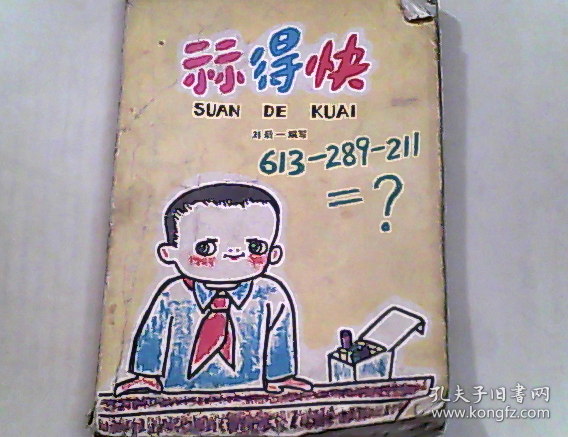 祘得快
SUAN DE KUAI
刘后一编写
613-289-211
=?
孔夫子旧书网
www.kongfz.com